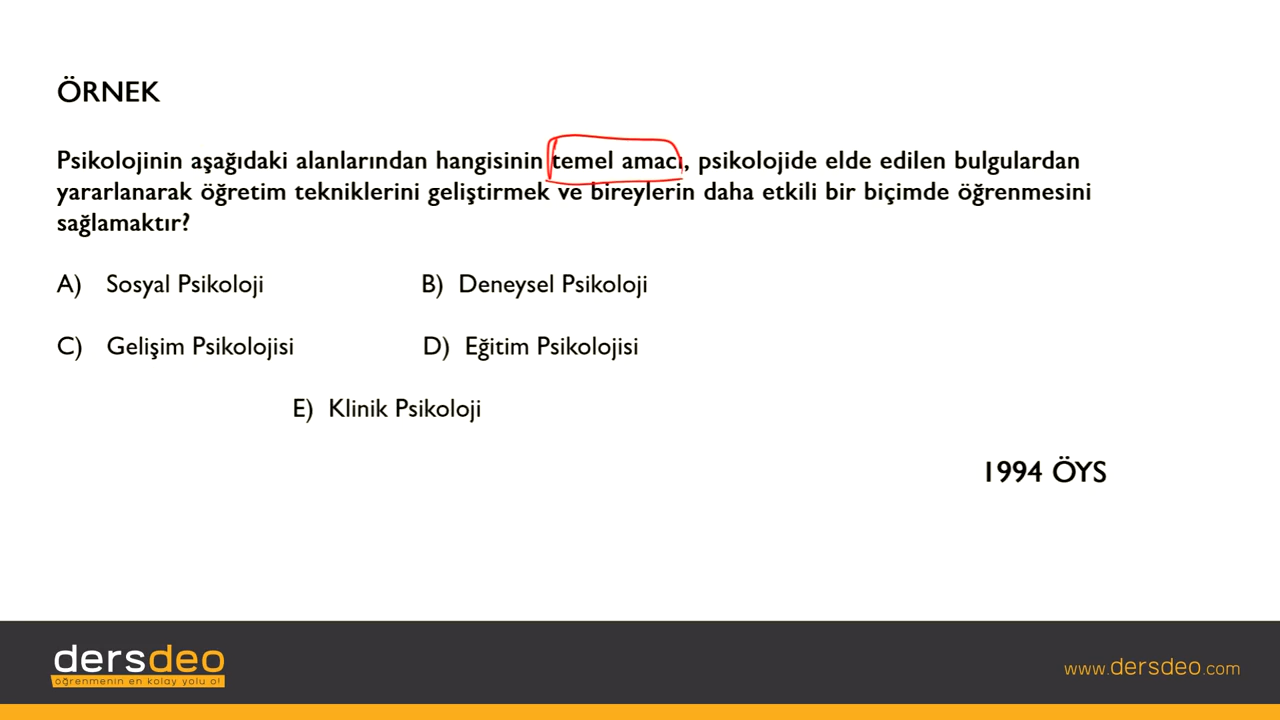 ÖRNEK
Psikolojinin aşağıdaki alanlarından hangisinin temel amacı, psikolojide elde edilen bulgulardan
yararlanarak öğretim tekniklerini geliştirmek ve bireylerin daha etkili bir biçimde öğrenmesini
sağlamaktır?
A) Sosyal Psikoloji B) Deneysel Psikoloji
C) Gelişim Psikolojisi D) Eğitim Psikolojisi
E) Klinik Psikoloji
1994 ÖYS
dersdeo
öğrenmenin en kolay yolu o!
www.dersdeo.com